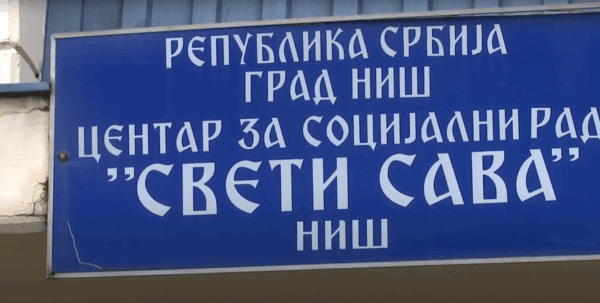 РЕПУБЛИКА СРБИЈА
ГРАД НИШ
ЦЕНТАР ЗА СОЦИЈАЛНИ РАД
"СВЕТИ САВА"
НИШ